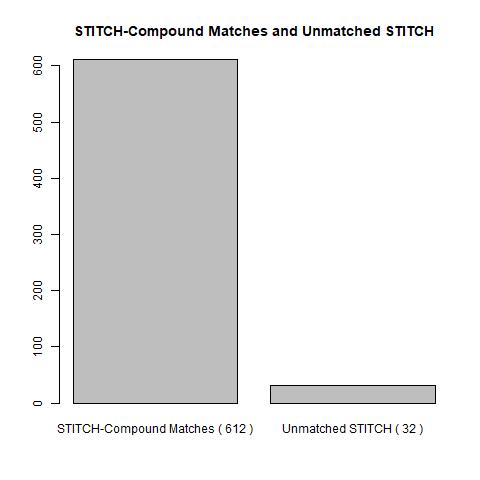 STITCH-Compound Matches and Unmatched STITCH
600
500
400
300
200
100
0
STITCH-Compound Matches ( 612 )
Unmatched STITCH ( 32 )